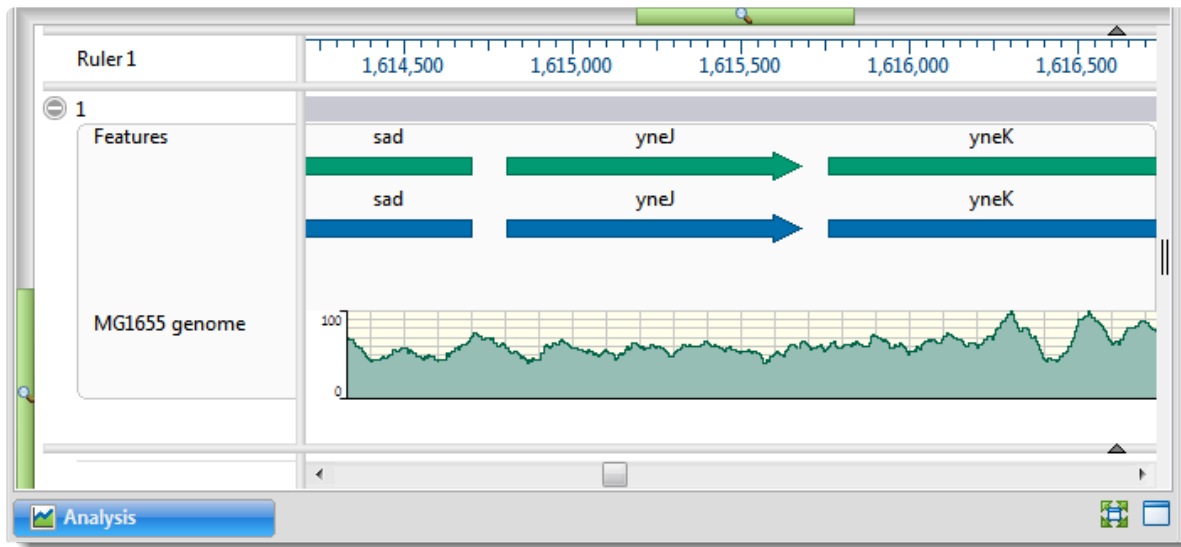 Ruler 1
1,614,500 1,615,000 1,615,500 1,616,000 1,616,500
1
Features
sad yneJ yneK
sad yneJ yneK
MG1655 genome
100
0
Analysis